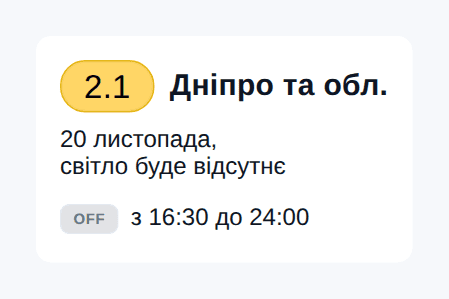 2.1 Дніпро та обл.
20 листопада,
світло буде відсутнє
OFF з 16:30 до 24:00